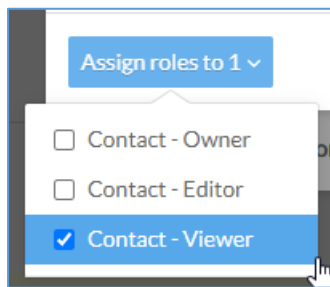 Assign roles to 1
Contact - Owner
Contact - Editor
Contact - Viewer